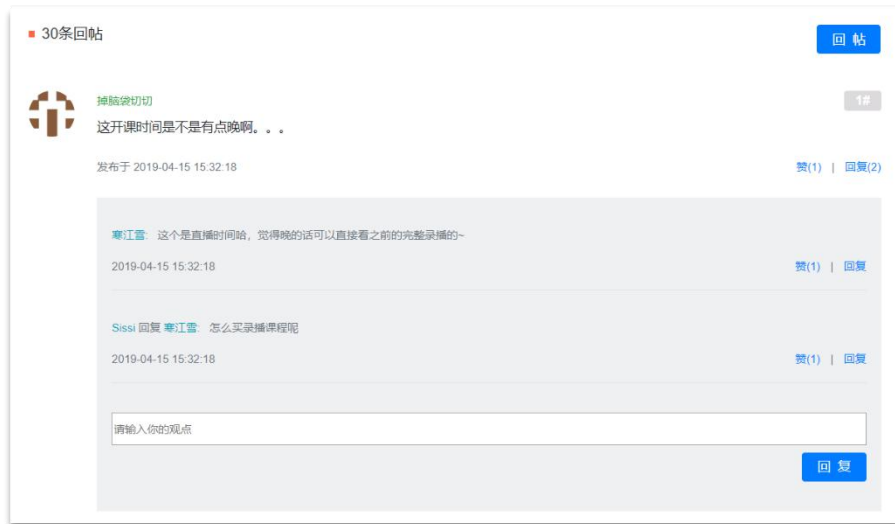 30条回帖
回 帖
掉脑袋切切
1#
这开课时间是不是有点晚啊。。。
发布于 2019-04-15 15:32:18
赞(1) | 回复(2)
寒江雪: 这个是直播时间哈，觉得晚的话可以直接看之前的完整录播的~
2019-04-15 15:32:18
赞(1) | 回复
Sissi 回复 寒江雪: 怎么买录播课程呢
2019-04-15 15:32:18
赞(1) | 回复
请输入你的观点
回 复